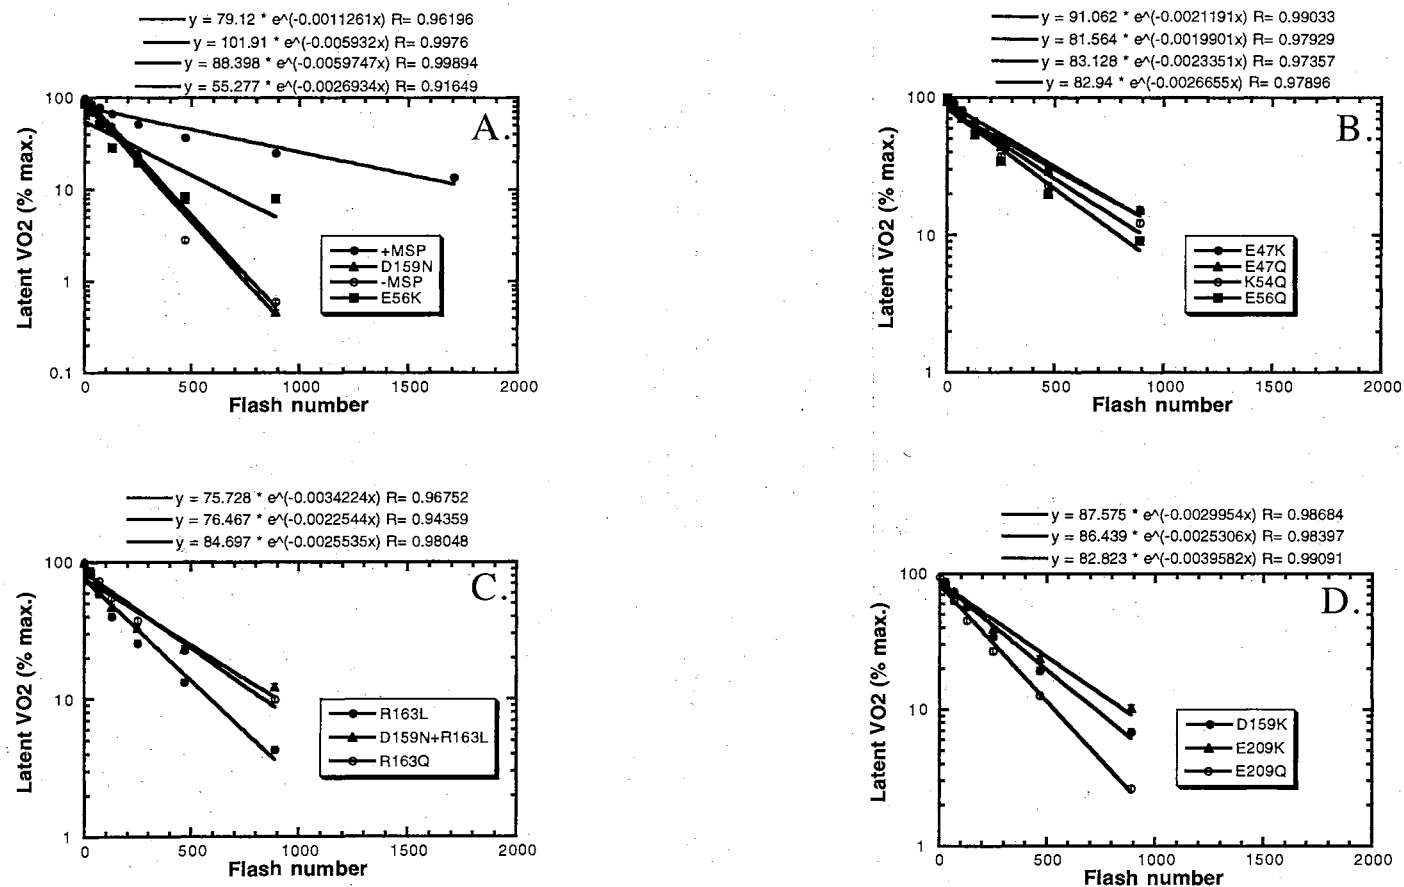 y = 79.12 * e^(-0.0011261x) R= 0.96196
y = 101.91 * e^(-0.005932x) R= 0.9976
y = 88.398 * e^(-0.0059747x) R= 0.99894
y = 55.277 * e^(-0.0026934x) R= 0.91649
100
10
1
0.1
Latent VO2 (% max.)
A.
+MSP
D159N
-MSP
E56K
0 500 1000 1500 2000
Flash number
y = 91.062 * e^(-0.0021191x) R= 0.99033
y = 81.564 * e^(-0.0019901x) R= 0.97929
y = 83.128 * e^(-0.0023351x) R= 0.97357
y = 82.94 * e^(-0.0026655x) R= 0.97896
100
10
1
Latent VO2 (% max.)
B.
E47K
E47Q
K54Q
E56Q
0 500 1000 1500 2000
Flash number
y = 75.728 * e^(-0.0034224x) R= 0.96752
y = 76.467 * e^(-0.0022544x) R= 0.94359
y = 84.697 * e^(-0.0025535x) R= 0.98048
100
10
1
Latent VO2 (% max.)
C.
R163L
D159N+R163L
R163Q
0 500 1000 1500 2000
Flash number
y = 87.575 * e^(-0.0029954x) R= 0.98684
y = 86.439 * e^(-0.0025306x) R= 0.98397
y = 82.823 * e^(-0.0039582x) R= 0.99091
100
10
1
Latent VO2 (% max.)
D.
D159K
E209K
E209Q
0 500 1000 1500 2000
Flash number